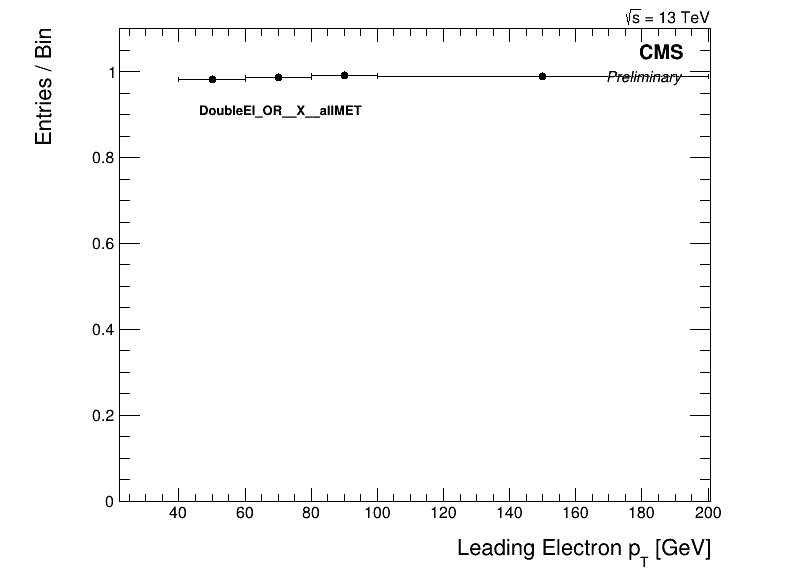 √s = 13 TeV
CMS
Preliminary
DoubleEl_OR__X__allMET
Entries / Bin
1
0.8
0.6
0.4
0.2
0
40 60 80 100 120 140 160 180 200
Leading Electron pT [GeV]